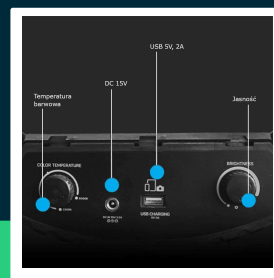 USB 5V, 2A
DC 15V
Temperatura
barwowa
Jasność
COLOR TEMPERATURE
BRIGHTNESS
USB CHARGING